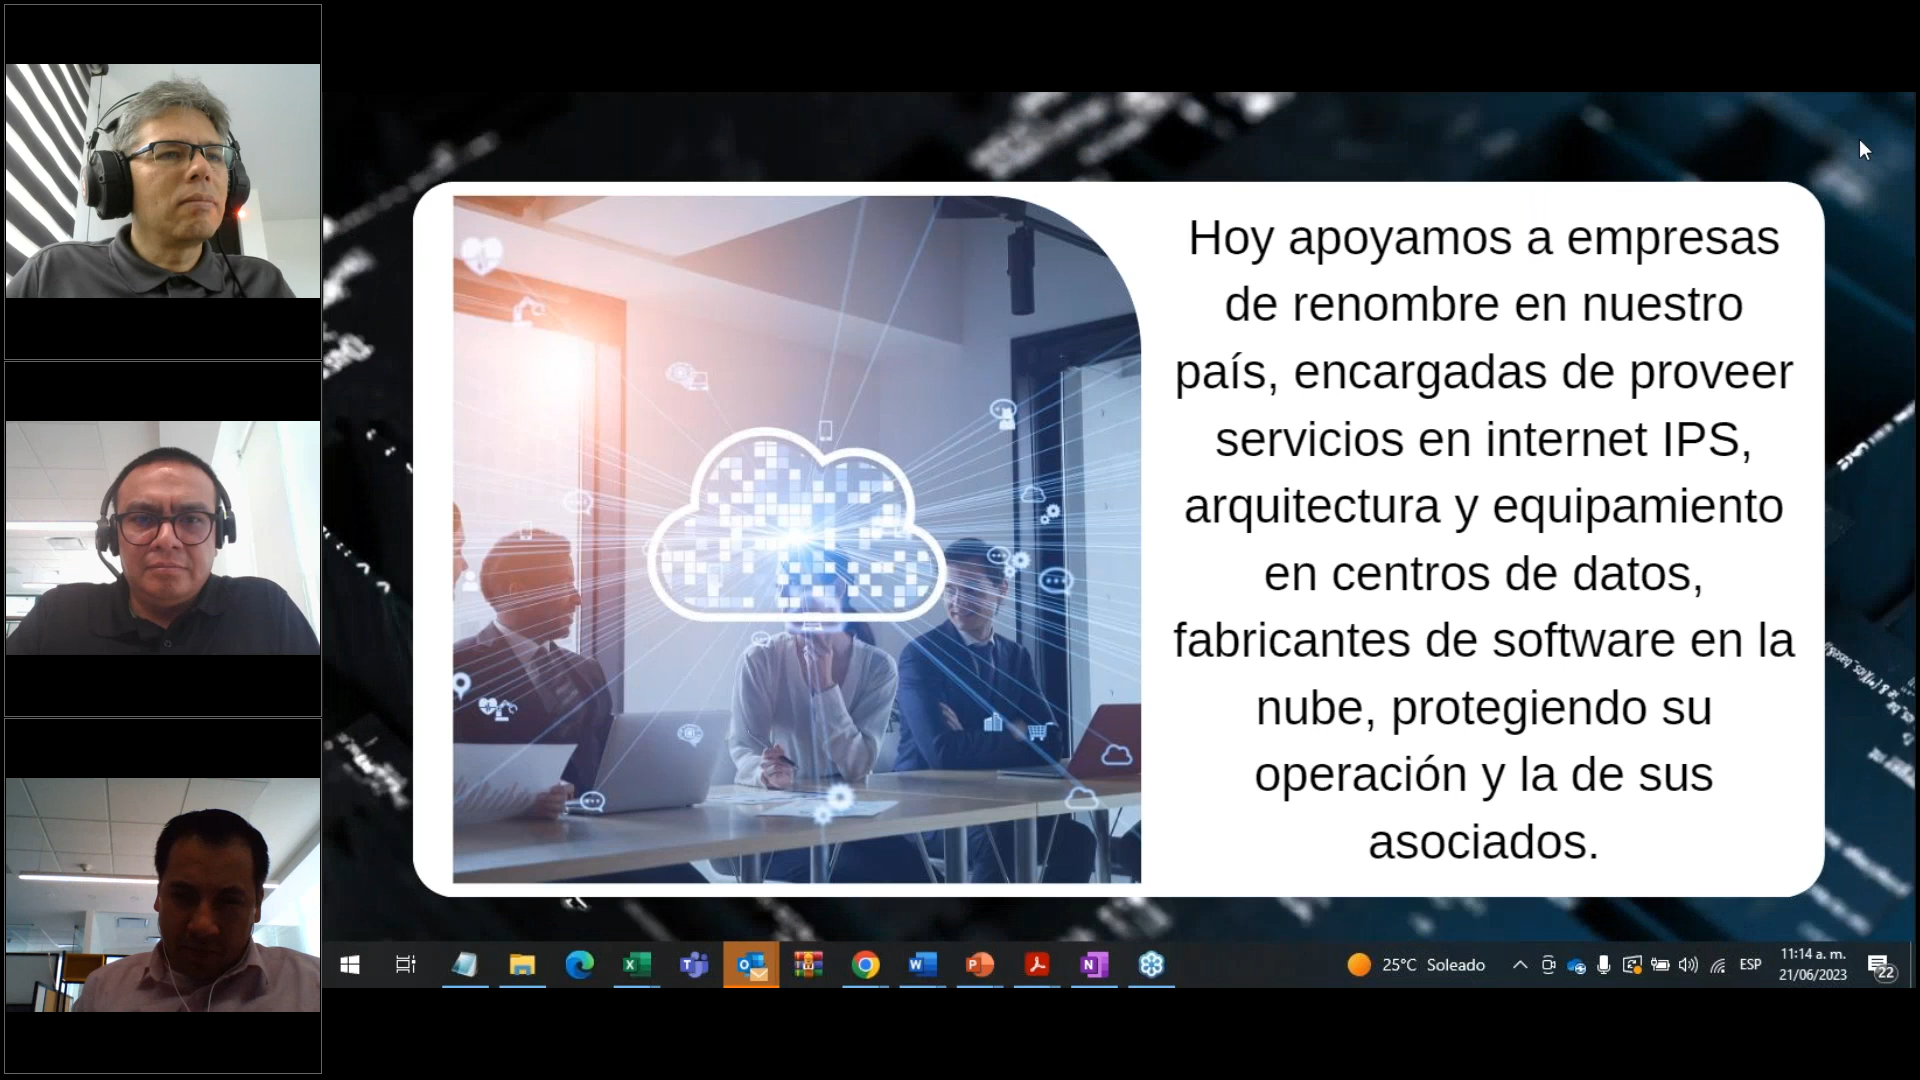 Hoy apoyamos a empresas
de renombre en nuestro
país, encargadas de proveer
servicios en internet IPS,
arquitectura y equipamiento
en centros de datos,
fabricantes de software en la
nube, protegiendo su
operación y la de sus
asociados.
25°C Soleado
ESP
11:14 a. m.
21/06/2023
22